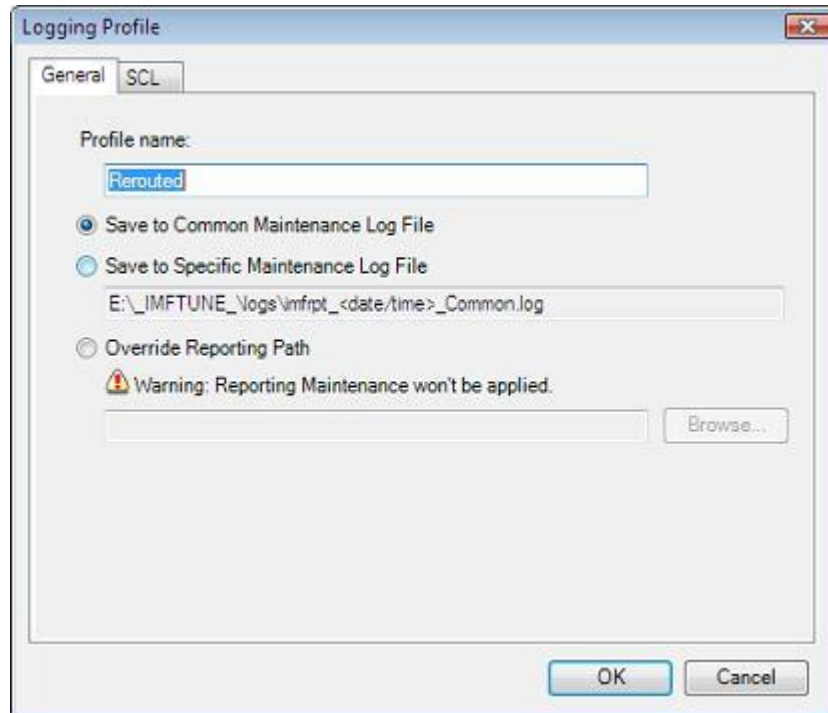 Logging Profile
General SCL
Profile name:
Rerouted
Save to Common Maintenance Log File
Save to Specific Maintenance Log File
E:\_IMFTUNE_\logs\imfrpt_<date/time>_Common.log
Override Reporting Path
Warning: Reporting Maintenance won't be applied.
Browse...
OK Cancel